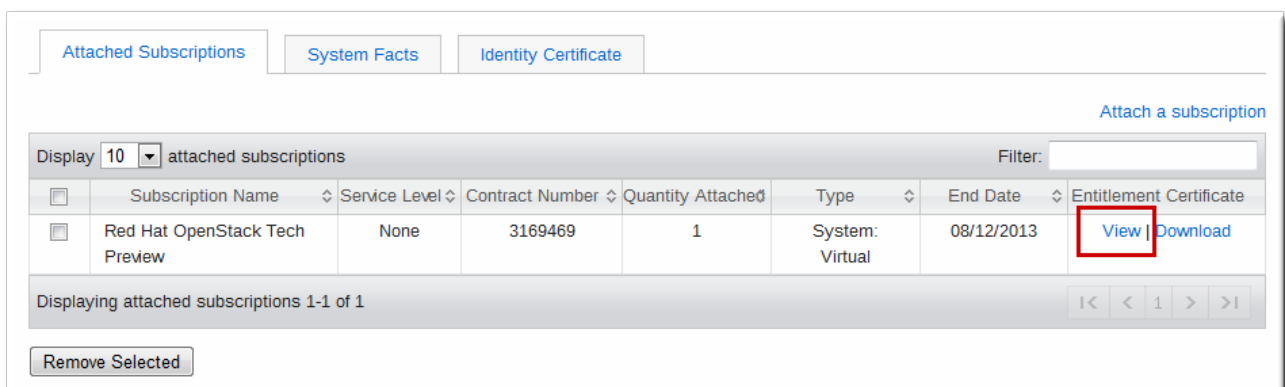 Attached Subscriptions System Facts Identity Certificate
Attach a subscription
Display 10 attached subscriptions Filter:
Subscription Name Service Level Contract Number Quantity Attached Type End Date Entitlement Certificate
Red Hat OpenStack Tech None 3169469 1 System: 08/12/2013 View | Download
Preview Virtual
Displaying attached subscriptions 1-1 of 1 |< < 1 > >|
Remove Selected